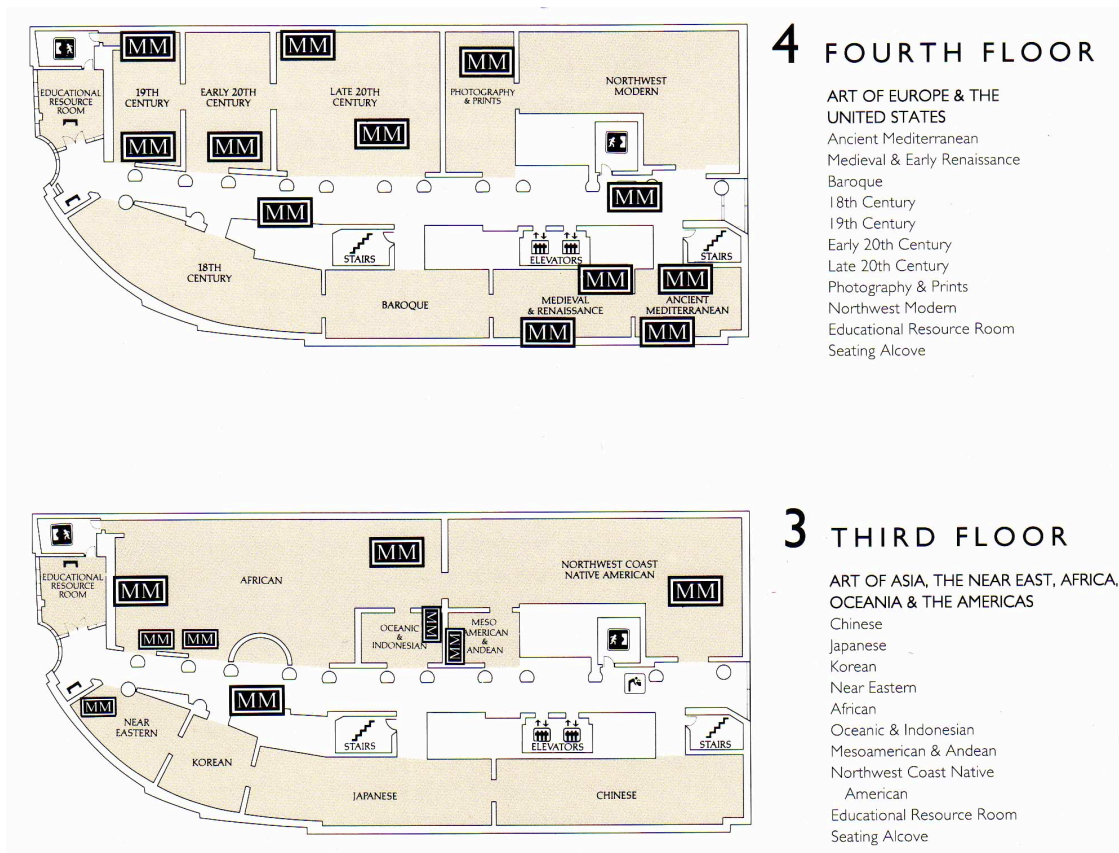 4 FOURTH FLOOR
ART OF EUROPE & THE
UNITED STATES
Ancient Mediterranean
Medieval & Early Renaissance
Baroque
18th Century
19th Century
Early 20th Century
Late 20th Century
Photography & Prints
Northwest Modern
Educational Resource Room
Seating Alcove
MM
MM
MM
EDUCATIONAL
RESOURCE
ROOM
19TH
CENTURY
EARLY 20TH
CENTURY
LATE 20TH
CENTURY
PHOTOGRAPHY
& PRINTS
NORTHWEST
MODERN
MM
MM
MM
MM
MM
STAIRS
ELEVATORS
STAIRS
18TH
CENTURY
BAROQUE
MM
MEDIEVAL
& RENAISSANCE
MM
MM
ANCIENT
MEDITERRANEAN
MM
3 THIRD FLOOR
ART OF ASIA, THE NEAR EAST, AFRICA,
OCEANIA & THE AMERICAS
Chinese
Japanese
Korean
Near Eastern
African
Oceanic & Indonesian
Mesoamerican & Andean
Northwest Coast Native
American
Educational Resource Room
Seating Alcove
MM
EDUCATIONAL
RESOURCE
ROOM
MM
AFRICAN
NORTHWEST COAST
NATIVE AMERICAN
MM
MM
MM
OCEANIC
&
INDONESIAN
MM
MM
MESO
AMERICAN
&
ANDEAN
MM
MM
NEAR
EASTERN
KOREAN
STAIRS
ELEVATORS
STAIRS
JAPANESE
CHINESE